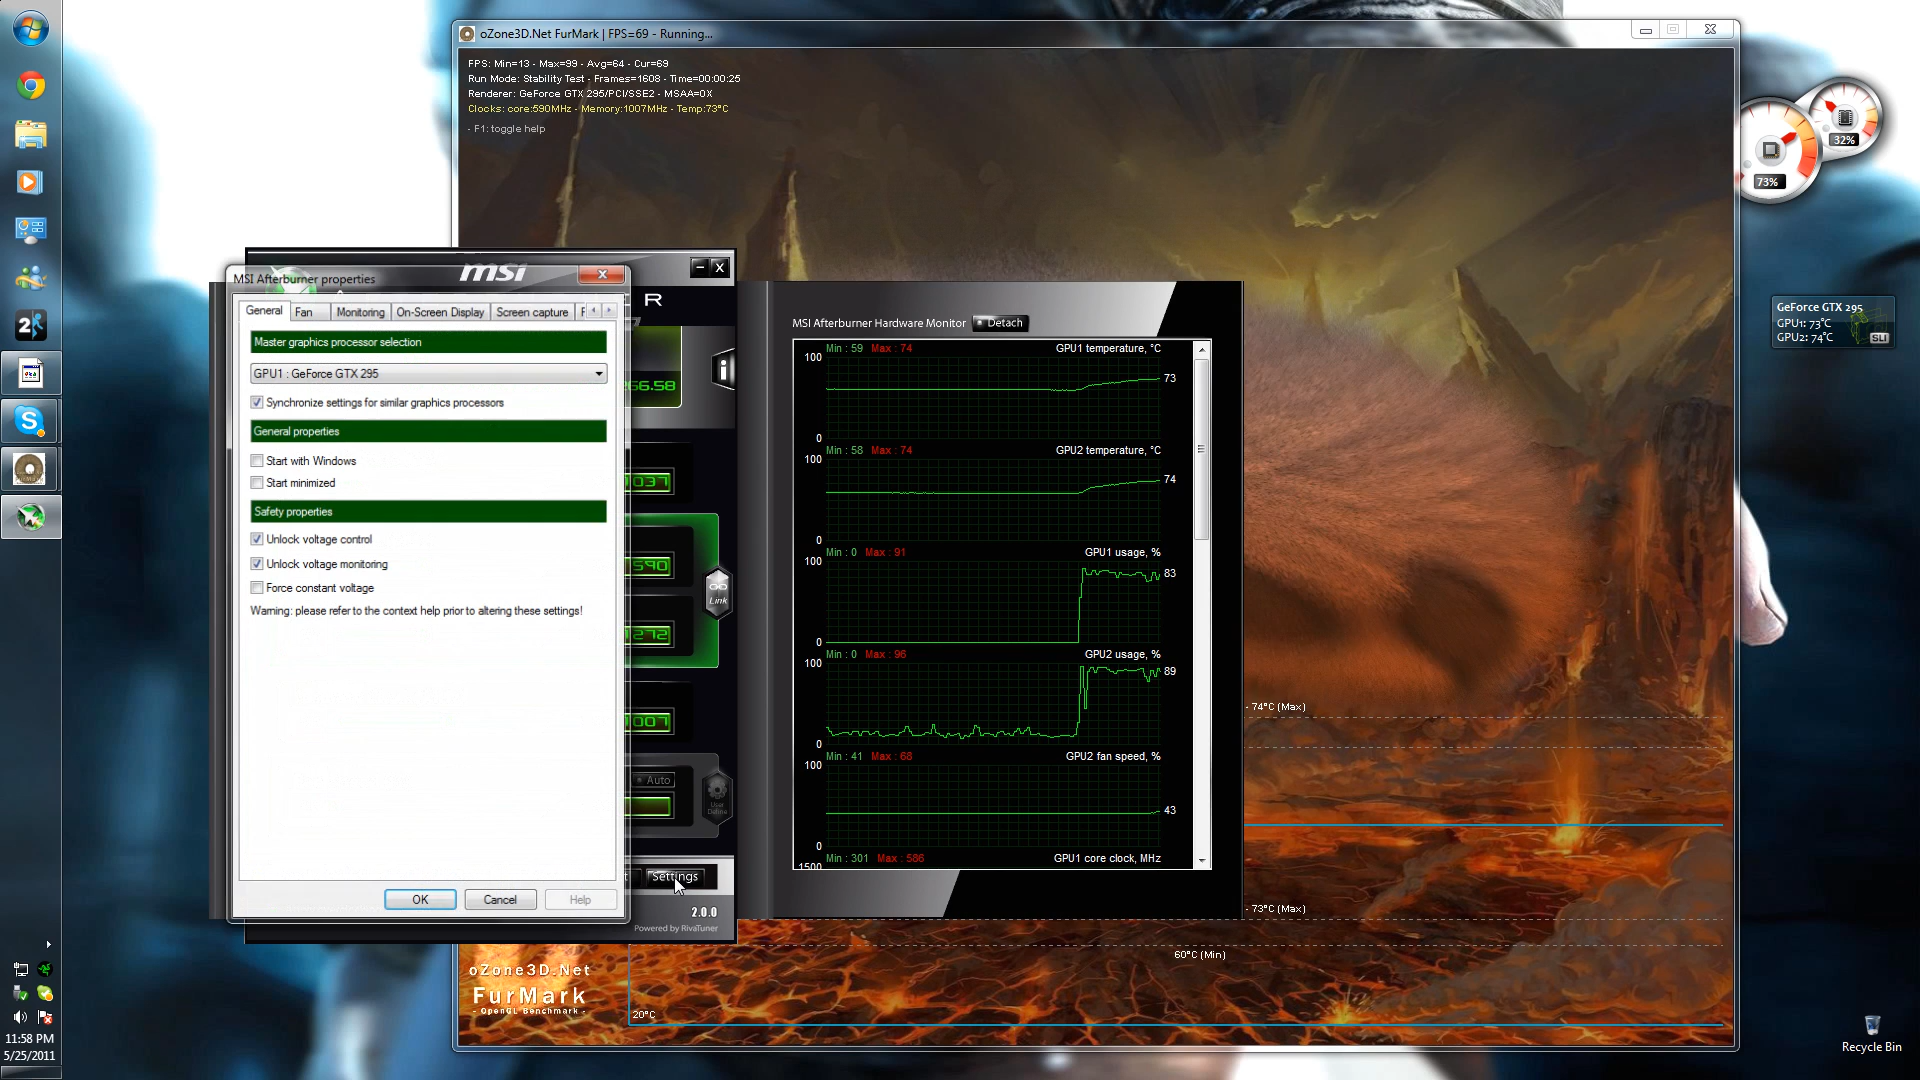 oZone3D.Net FurMark | FPS=69 - Running...
FPS: Min=13 - Max=99 - Avg=64 - Cur=69
Run Mode: Stability Test - Frames=1608 - Time=00:00:25
Renderer: GeForce GTX 295/PCI/SSE2 - MSAA=0X
Clocks: core:590MHz - Memory:1007MHz - Temp:73°C
- F1: toggle help
32%
73%
GeForce GTX 295
GPU1: 73°C
GPU2: 74°C
SLI
msi
R
MSI Afterburner properties
General
Fan
Monitoring
On-Screen Display
Screen capture
Master graphics processor selection
GPU1 : GeForce GTX 295
Synchronize settings for similar graphics processors
General properties
Start with Windows
Start minimized
Safety properties
Unlock voltage control
Unlock voltage monitoring
Force constant voltage
Warning: please refer to the context help prior to altering these settings!
OK
Cancel
Help
i
66.58
037
590
Link
272
007
Auto
User Define
Settings
2.0.0
Powered by RivaTuner
MSI Afterburner Hardware Monitor
Detach
Min : 59 Max : 74 GPU1 temperature, °C
100
73
0
Min : 58 Max : 74 GPU2 temperature, °C
100
74
0
Min : 0 Max : 91 GPU1 usage, %
100
83
0
Min : 0 Max : 96 GPU2 usage, %
100
89
0
Min : 41 Max : 68 GPU2 fan speed, %
100
43
0
Min : 301 Max : 586 GPU1 core clock, MHz
1500
- 74°C (Max)
- 73°C (Max)
60°C (Min)
20°C
oZone3D.Net
FurMark
- OpenGL Benchmark -
2K
11:58 PM
5/25/2011
Recycle Bin